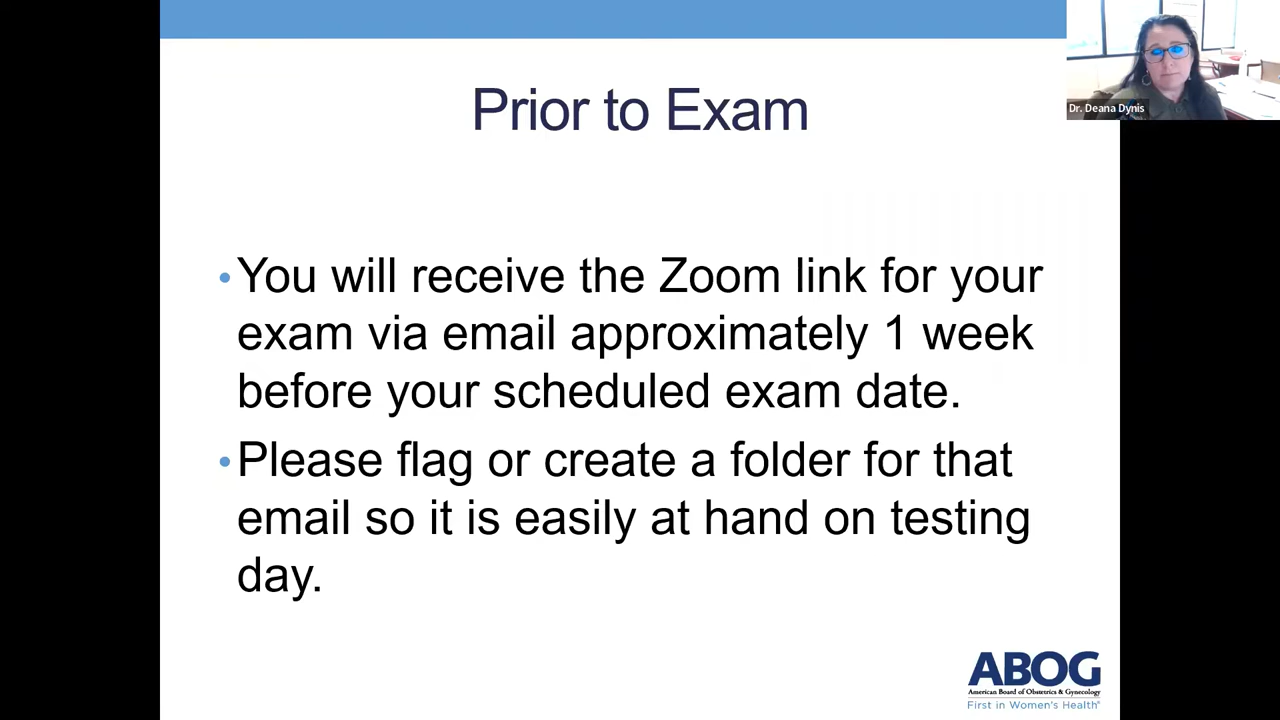 Prior to Exam
Dr. Deana Dynis
•You will receive the Zoom link for your
exam via email approximately 1 week
before your scheduled exam date.
•Please flag or create a folder for that
email so it is easily at hand on testing
day.
ABOG
American Board of Obstetrics & Gynecology
First in Women's Health®